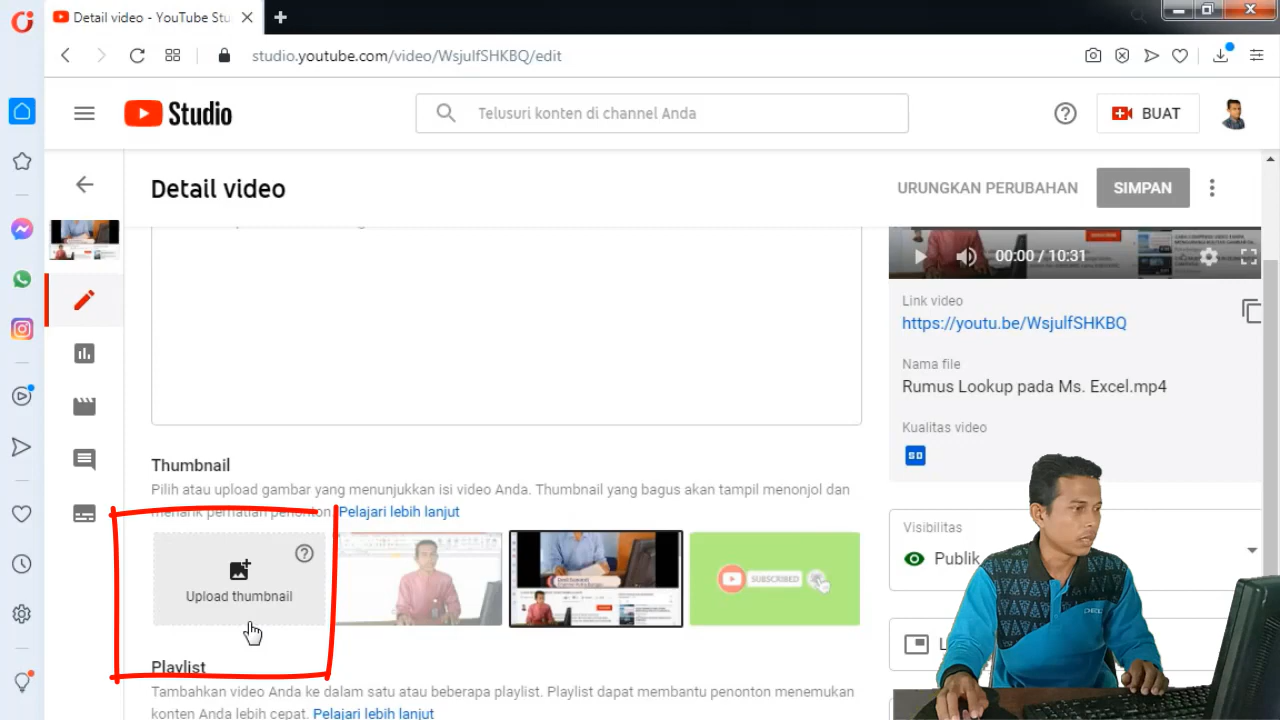 Detail video - YouTube Stu
studio.youtube.com/video/WsjulfSHKBQ/edit
Studio
Telusuri konten di channel Anda
BUAT
Detail video
URUNGKAN PERUBAHAN
SIMPAN
00:00 / 10:31
Link video
https://youtu.be/WsjulfSHKBQ
Nama file
Rumus Lookup pada Ms. Excel.mp4
Kualitas video
SD
Thumbnail
Pilih atau upload gambar yang menunjukkan isi video Anda. Thumbnail yang bagus akan tampil menonjol dan
menarik perhatian penonton. Pelajari lebih lanjut
Upload thumbnail
SUBSCRIBED
Visibilitas
Publik
Playlist
Tambahkan video Anda ke dalam satu atau beberapa playlist. Playlist dapat membantu penonton menemukan
konten Anda lebih cepat. Pelajari lebih lanjut